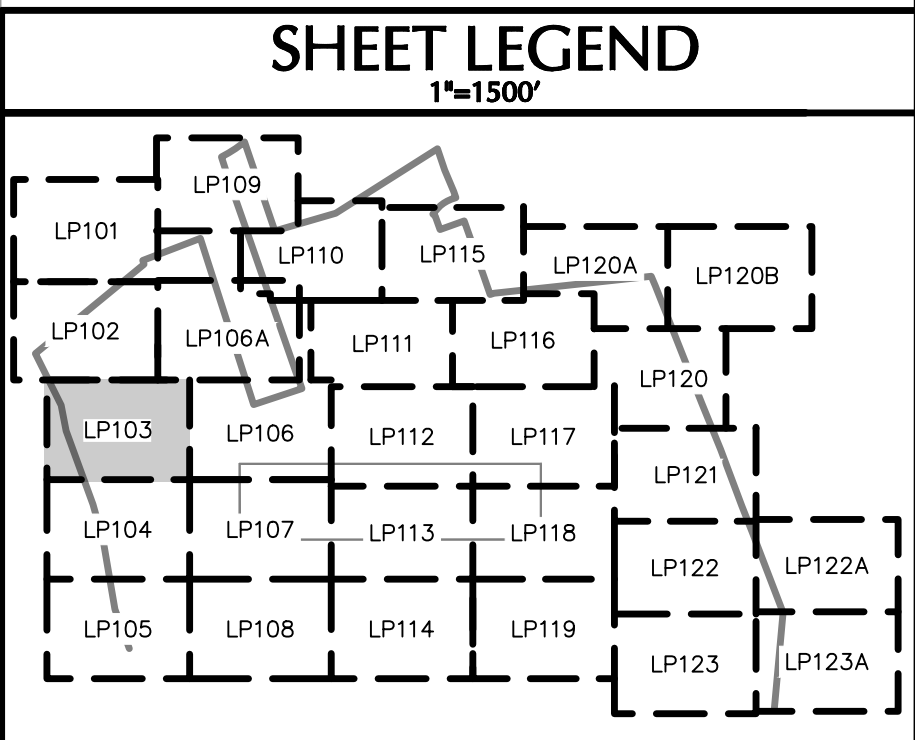 SHEET LEGEND
1"=1500'
LP109
LP101
LP110
LP115
LP120A
LP120B
LP102
LP106A
LP111
LP116
LP120
LP103
LP106
LP112
LP117
LP121
LP104
LP107
LP113
LP118
LP122
LP122A
LP105
LP108
LP114
LP119
LP123
LP123A